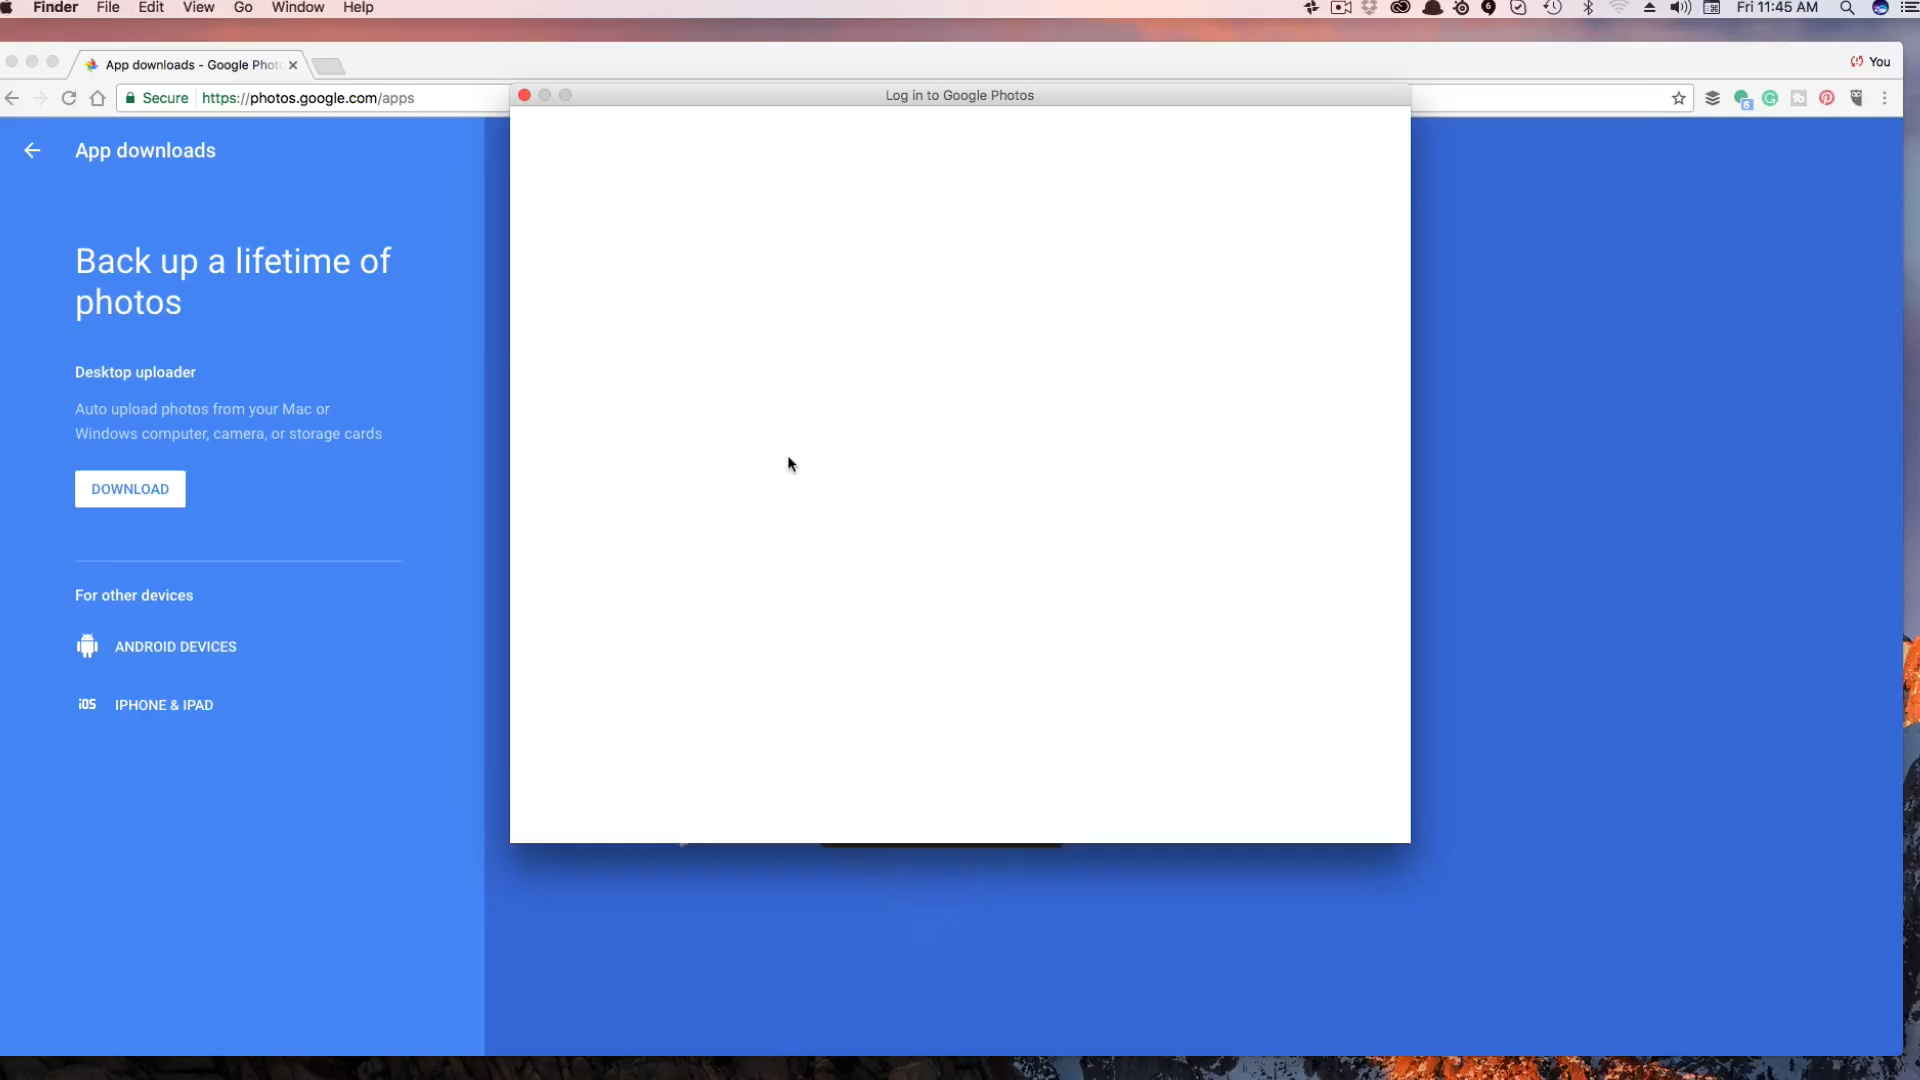 Finder File Edit View Go Window Help
Fri 11:45 AM
App downloads - Google Phot
You
Secure https://photos.google.com/apps
6
Log in to Google Photos
App downloads
Back up a lifetime of
photos
Desktop uploader
Auto upload photos from your Mac or
Windows computer, camera, or storage cards
DOWNLOAD
For other devices
ANDROID DEVICES
iOS IPHONE & IPAD